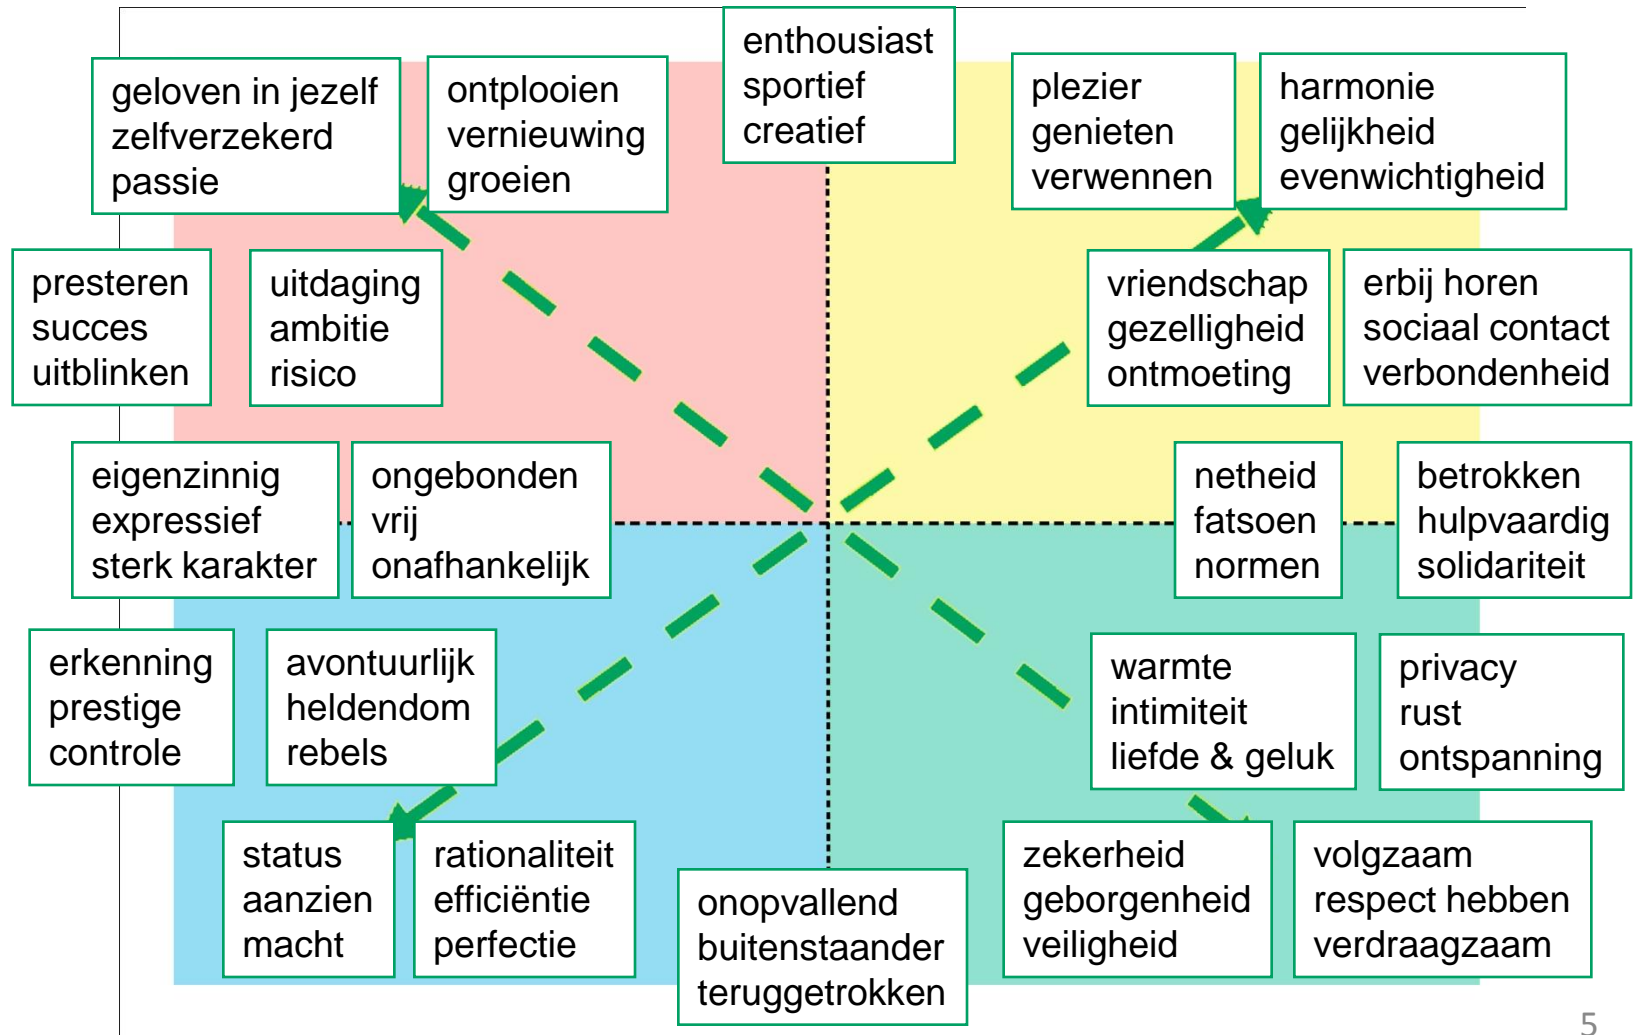 enthousiast
sportief
creatief
geloven in jezelf
zelfverzekerd
passie
ontplooien
vernieuwing
groeien
plezier
genieten
verwennen
harmonie
gelijkheid
evenwichtigheid
presteren
succes
uitblinken
uitdaging
ambitie
risico
vriendschap
gezelligheid
ontmoeting
erbij horen
sociaal contact
verbondenheid
eigenzinnig
expressief
sterk karakter
ongebonden
vrij
onafhankelijk
netheid
fatsoen
normen
betrokken
hulpvaardig
solidariteit
erkenning
prestige
controle
avontuurlijk
heldendom
rebels
warmte
intimiteit
liefde & geluk
privacy
rust
ontspanning
status
aanzien
macht
rationaliteit
efficiëntie
perfectie
onopvallend
buitenstaander
teruggetrokken
zekerheid
geborgenheid
veiligheid
volgzaam
respect hebben
verdraagzaam
5